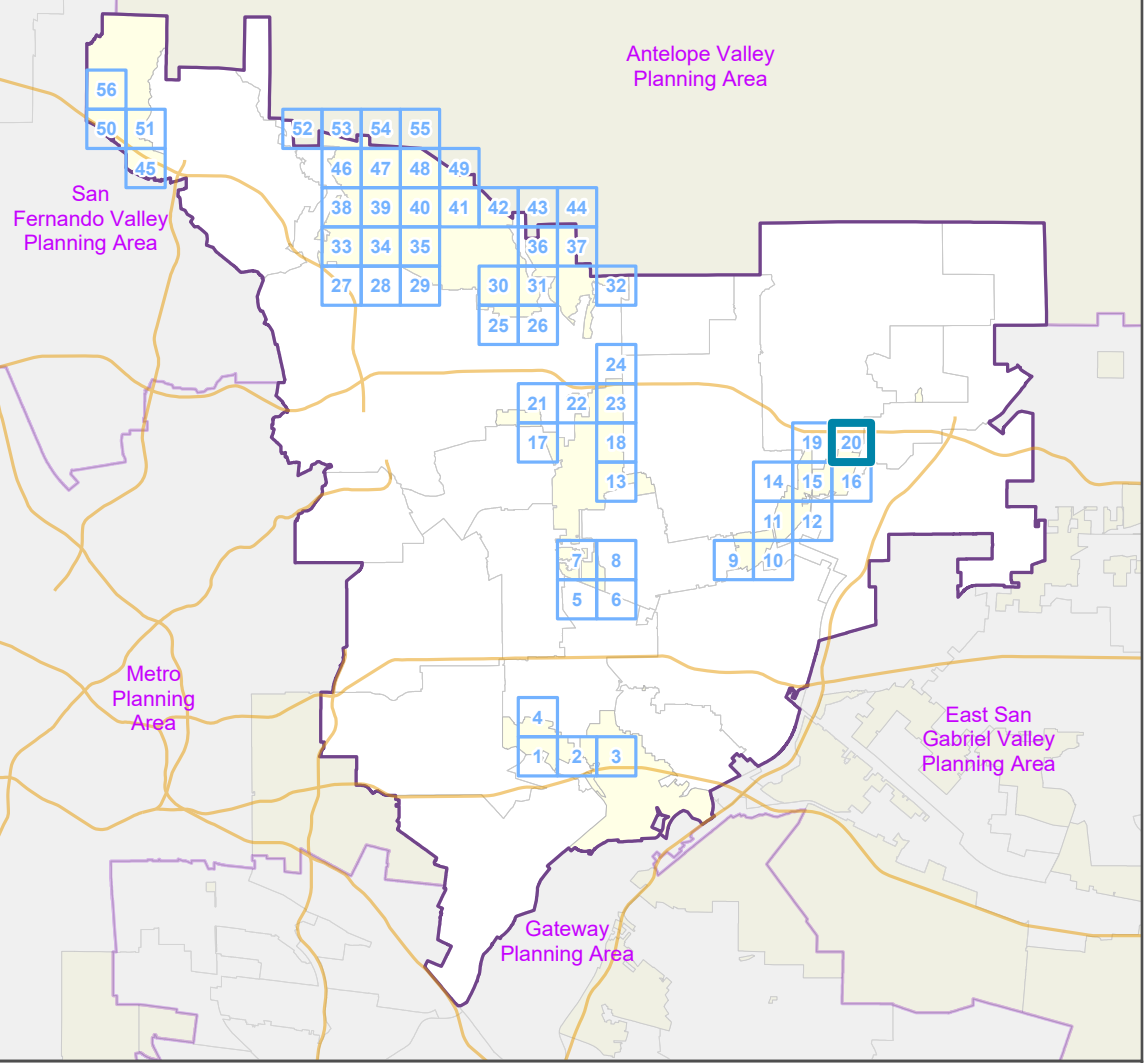 Antelope Valley
Planning Area
56
50 51
52 53 54 55
45
46 47 48 49
San
Fernando Valley
Planning Area
38 39 40 41 42 43 44
33 34 35 36 37
27 28 29 30 31 32
25 26
24
21 22 23
17 18 19 20
13 14 15 16
11 12
7 8 9 10
5 6
Metro
Planning
Area
4
1 2 3
East San
Gabriel Valley
Planning Area
Gateway
Planning Area